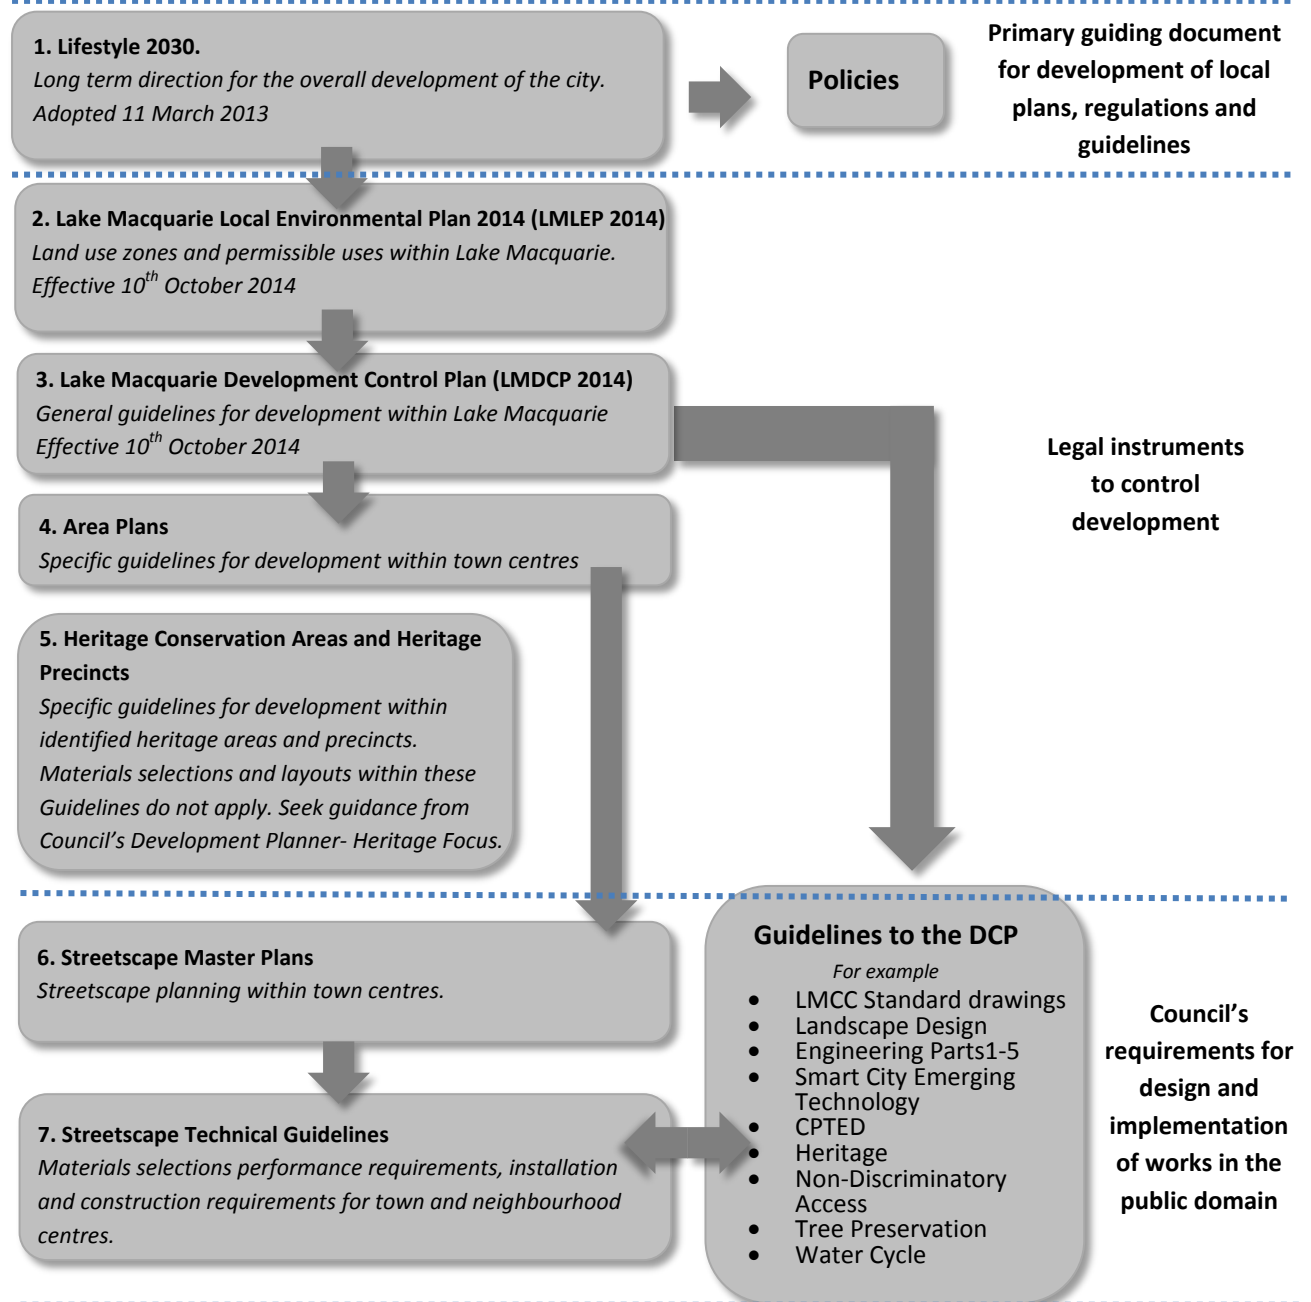 1. Lifestyle 2030.
Long term direction for the overall development of the city.
Adopted 11 March 2013
Policies
Primary guiding document
for development of local
plans, regulations and
guidelines
2. Lake Macquarie Local Environmental Plan 2014 (LMLEP 2014)
Land use zones and permissible uses within Lake Macquarie.
Effective 10th October 2014
3. Lake Macquarie Development Control Plan (LMDCP 2014)
General guidelines for development within Lake Macquarie
Effective 10th October 2014
4. Area Plans
Specific guidelines for development within town centres
5. Heritage Conservation Areas and Heritage
Precincts
Specific guidelines for development within
identified heritage areas and precincts.
Materials selections and layouts within these
Guidelines do not apply. Seek guidance from
Council’s Development Planner- Heritage Focus.
Legal instruments
to control
development
6. Streetscape Master Plans
Streetscape planning within town centres.
7. Streetscape Technical Guidelines
Materials selections performance requirements, installation
and construction requirements for town and neighbourhood
centres.
Guidelines to the DCP
For example
• LMCC Standard drawings
• Landscape Design
• Engineering Parts1-5
• Smart City Emerging
Technology
• CPTED
• Heritage
• Non-Discriminatory
Access
• Tree Preservation
• Water Cycle
Council’s
requirements for
design and
implementation
of works in the
public domain